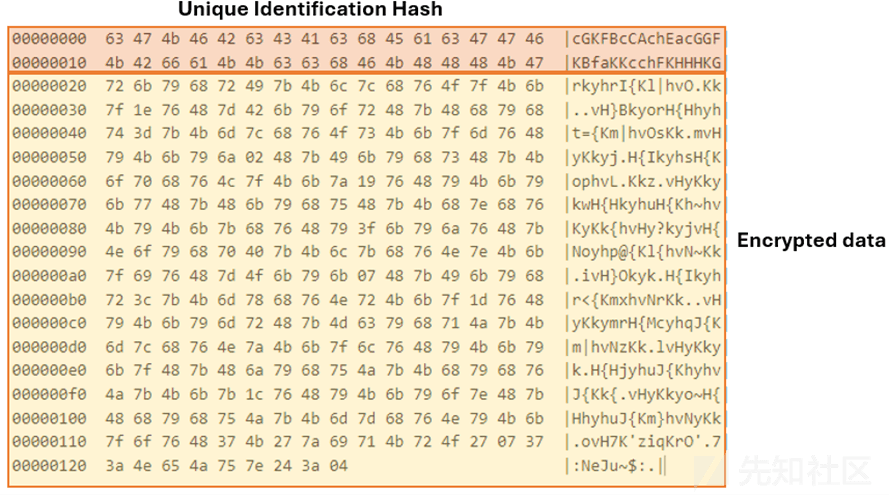 Unique Identification Hash
00000000 63 47 4b 46 42 63 43 41 63 68 45 61 63 47 47 46 |cGKFBcCAchEacGGF
00000010 4b 42 66 61 4b 4b 63 63 68 46 4b 48 48 48 4b 47 |KBfaKKcchFKHHHKG
00000020 72 6b 79 68 72 49 7b 4b 6c 7c 68 76 4f 7f 4b 6b |rkyhrI{Kl|hvO.Kk
00000030 7f 1e 76 48 7d 42 6b 79 6f 72 48 7b 48 68 79 68 |..vH}BkyorH{Hhyh
00000040 74 3d 7b 4b 6d 7c 68 76 4f 73 4b 6b 7f 6d 76 48 |t={Km|hvOsKk.mvH
00000050 79 4b 6b 79 6a 02 48 7b 49 6b 79 68 73 48 7b 4b |yKkyj.H{IkyhsH{K
00000060 6f 70 68 76 4c 7f 4b 6b 7a 19 76 48 79 4b 6b 79 |ophvL.Kkz.vHyKky
00000070 6b 77 48 7b 48 6b 79 68 75 48 7b 4b 68 7e 68 76 |kwH{HkyhuH{Kh~hv
00000080 4b 79 4b 6b 7b 68 76 48 79 3f 6b 79 6a 76 48 7b |KyKk{hvHy?kyjvH{
00000090 4e 6f 79 68 70 40 7b 4b 6c 7b 68 76 4e 7e 4b 6b |Noyhp@{Kl{hvN~Kk
000000a0 7f 69 76 48 7d 4f 6b 79 6b 07 48 7b 49 6b 79 68 |.ivH}Okyk.H{Ikyh
000000b0 72 3c 7b 4b 6d 78 68 76 4e 72 4b 6b 7f 1d 76 48 |r<{KmxhvNrKk..vH
000000c0 79 4b 6b 79 6d 72 48 7b 4d 63 79 68 71 4a 7b 4b |yKkymrH{McyhqJ{K
000000d0 6d 7c 68 76 4e 7a 4b 6b 7f 6c 76 48 79 4b 6b 79 |m|hvNzKk.lvHyKky
000000e0 6b 7f 48 7b 48 6a 79 68 75 4a 7b 4b 68 79 68 76 |k.H{HjyhuJ{Khyhv
000000f0 4a 7b 4b 6b 7b 1c 76 48 79 4b 6b 79 6f 7e 48 7b |J{Kk{.vHyKkyo~H{
00000100 48 68 79 68 75 4a 7b 4b 6d 7d 68 76 4e 79 4b 6b |HhyhuJ{Km}hvNyKk
00000110 7f 6f 76 48 37 4b 27 7a 69 71 4b 72 4f 27 07 37 |.ovH7K'ziqKrO'.7
00000120 3a 4e 65 4a 75 7e 24 3a 04 |:NeJu~$:.|
Encrypted data
先知社区